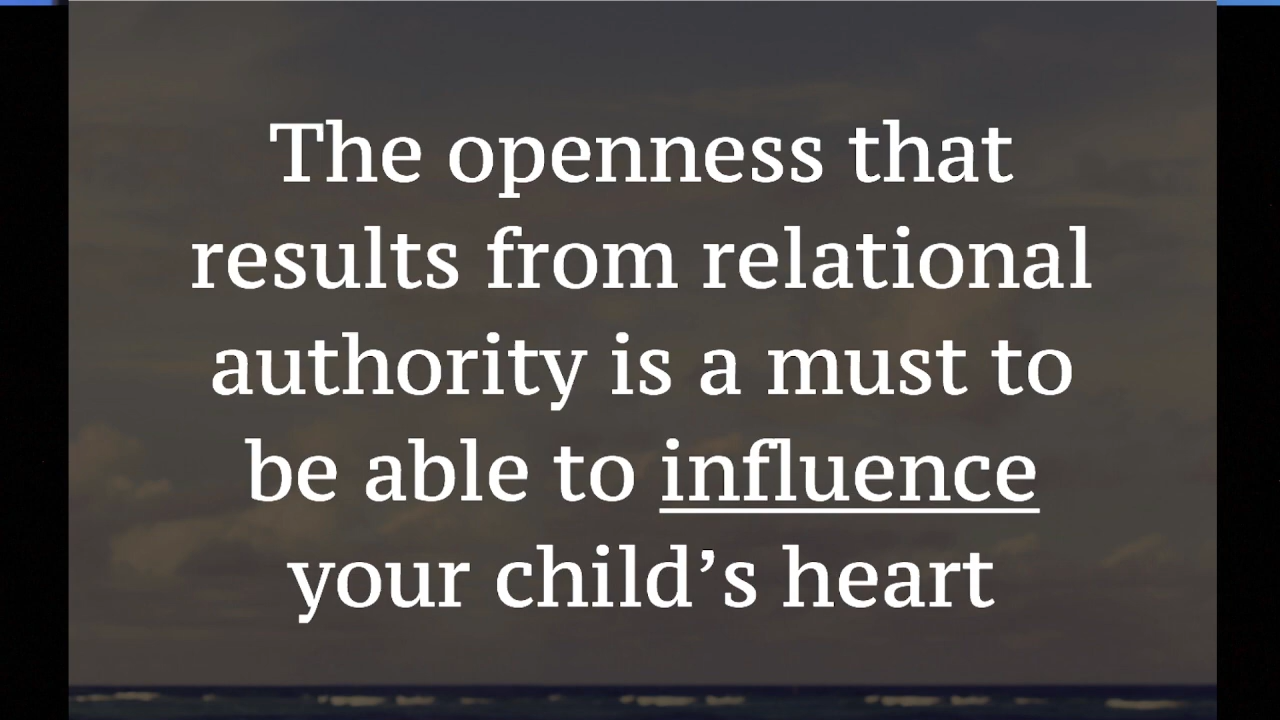 The openness that
results from relational
authority is a must to
be able to influence
your child’s heart